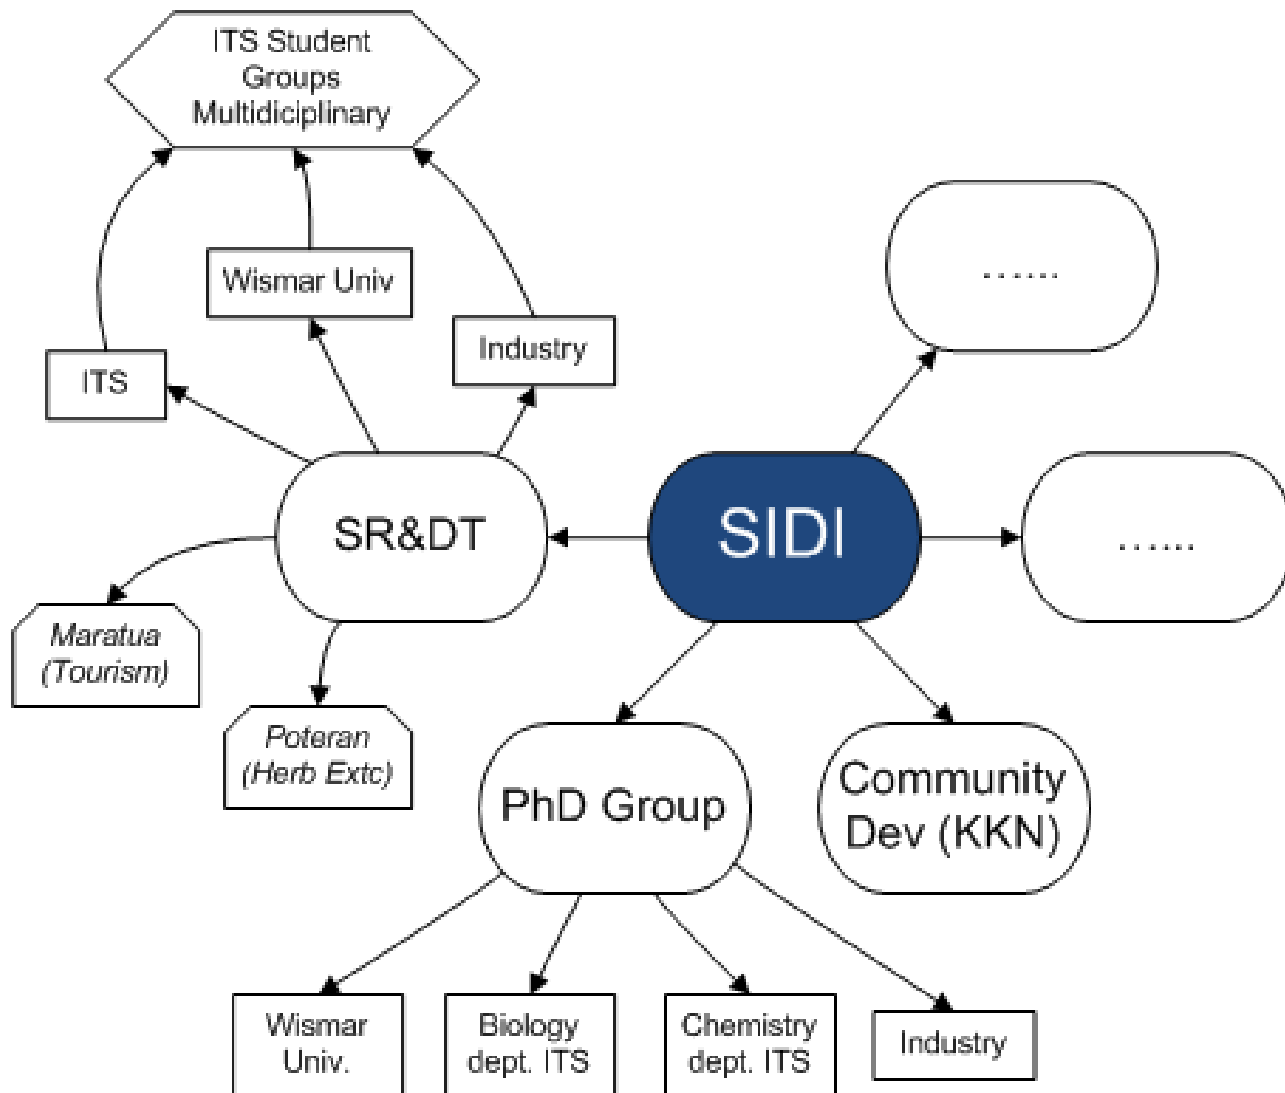 ITS Student
Groups
Multidiciplinary
Wismar Univ
Industry
ITS
.......
SR&DT
SIDI
.......
Maratua
(Tourism)
Poteran
(Herb Extc)
PhD Group
Community
Dev (KKN)
Wismar
Univ.
Biology
dept. ITS
Chemistry
dept. ITS
Industry